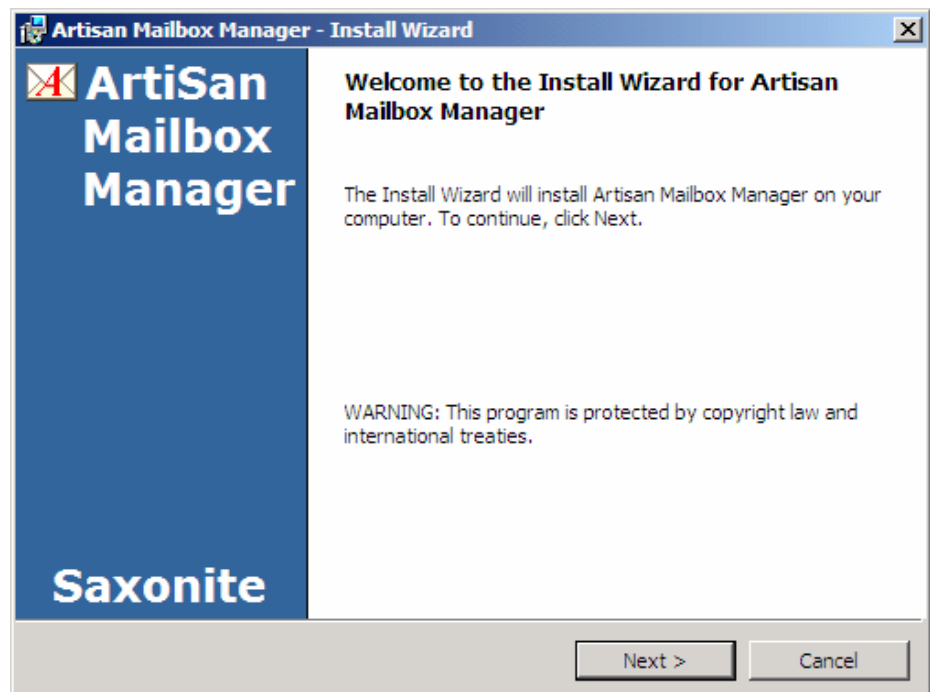 Artisan Mailbox Manager - Install Wizard
A ArtiSan
Mailbox
Manager
Saxonite
Welcome to the Install Wizard for Artisan
Mailbox Manager
The Install Wizard will install Artisan Mailbox Manager on your
computer. To continue, click Next.
WARNING: This program is protected by copyright law and
international treaties.
Next >
Cancel